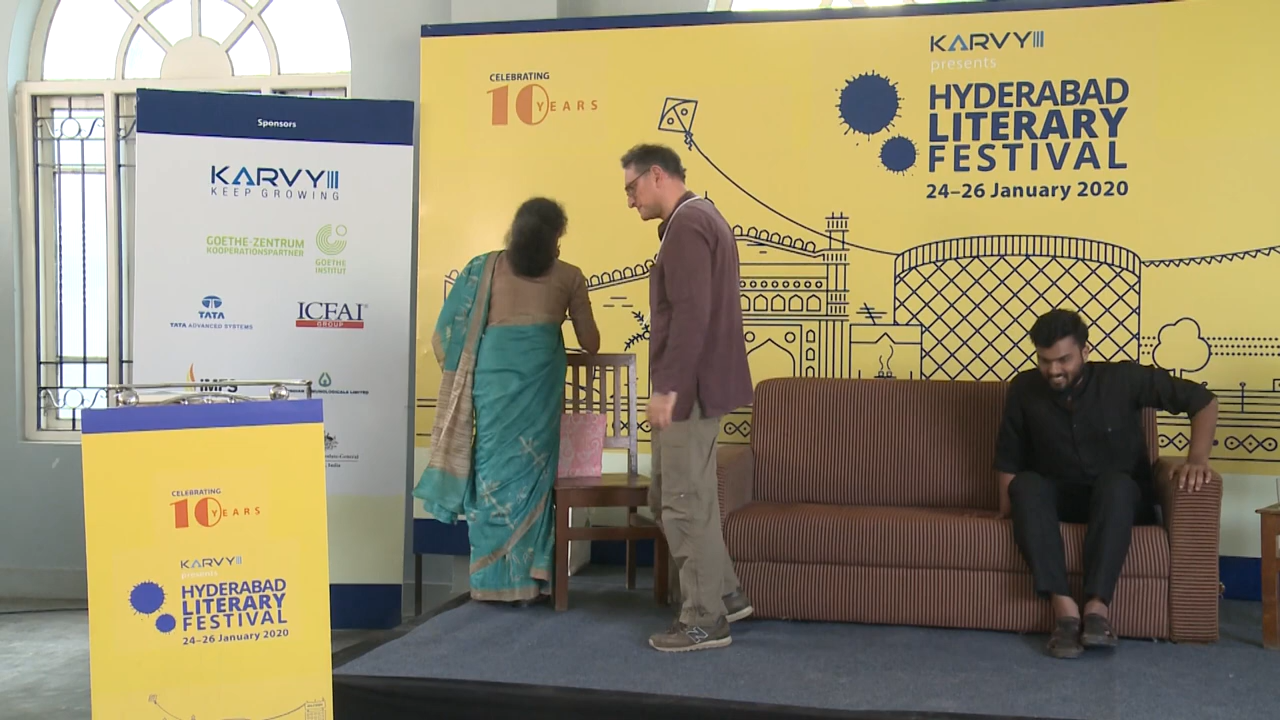 Sponsors
KARVY
KEEP GROWING
GOETHE-ZENTRUM
KOOPERATIONSPARTNER
GOETHE
INSTITUT
TATA
TATA ADVANCED SYSTEMS
ICFAI
GROUP
CELEBRATING
10 YEARS
KARVY
presents
HYDERABAD
LITERARY
FESTIVAL
24–26 January 2020
CELEBRATING
10 YEARS
KARVY
presents
HYDERABAD
LITERARY
FESTIVAL
24–26 January 2020